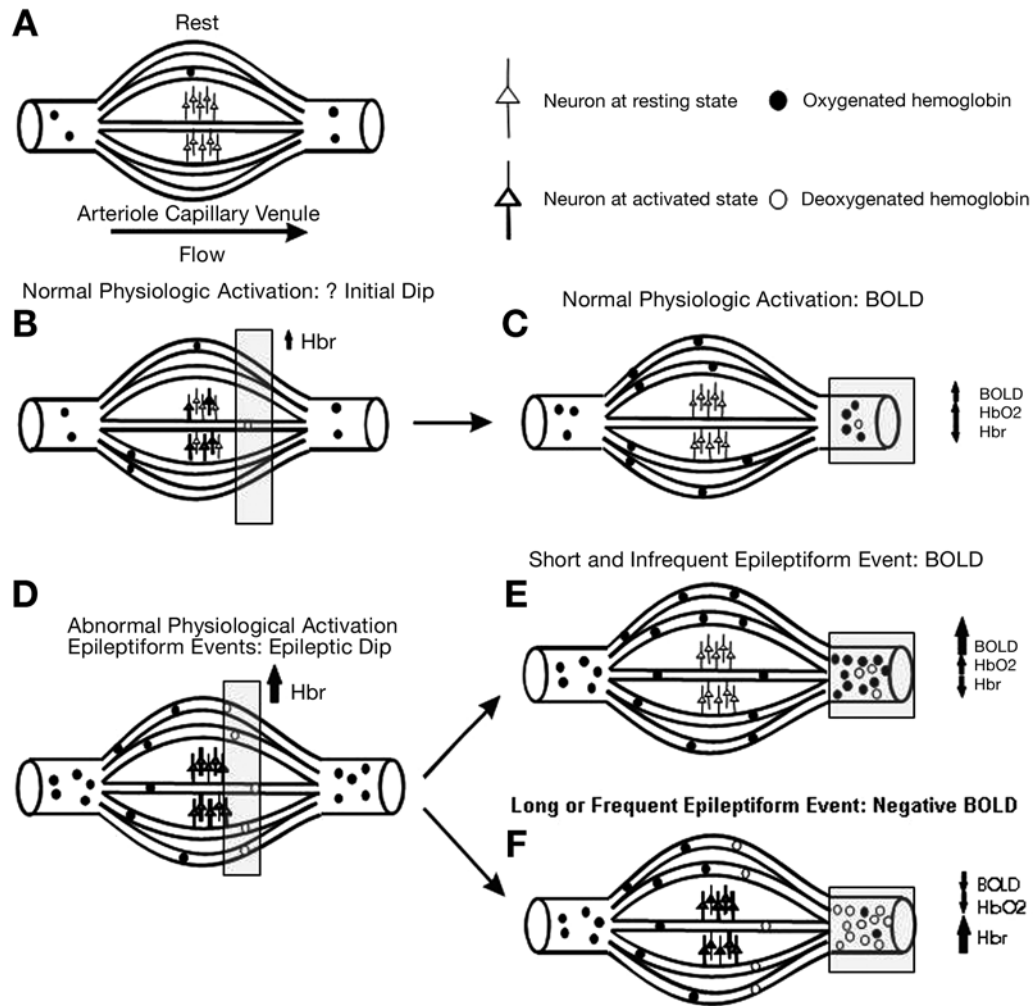 A
Rest
Arteriole Capillary Venule
Flow
Neuron at resting state
Oxygenated hemoglobin
Neuron at activated state
Deoxygenated hemoglobin
Normal Physiologic Activation: ? Initial Dip
B
Hbr
Normal Physiologic Activation: BOLD
C
BOLD
HbO2
Hbr
D
Abnormal Physiological Activation
Epileptiform Events: Epileptic Dip
Hbr
Short and Infrequent Epileptiform Event: BOLD
E
BOLD
HbO2
Hbr
Long or Frequent Epileptiform Event: Negative BOLD
F
BOLD
HbO2
Hbr